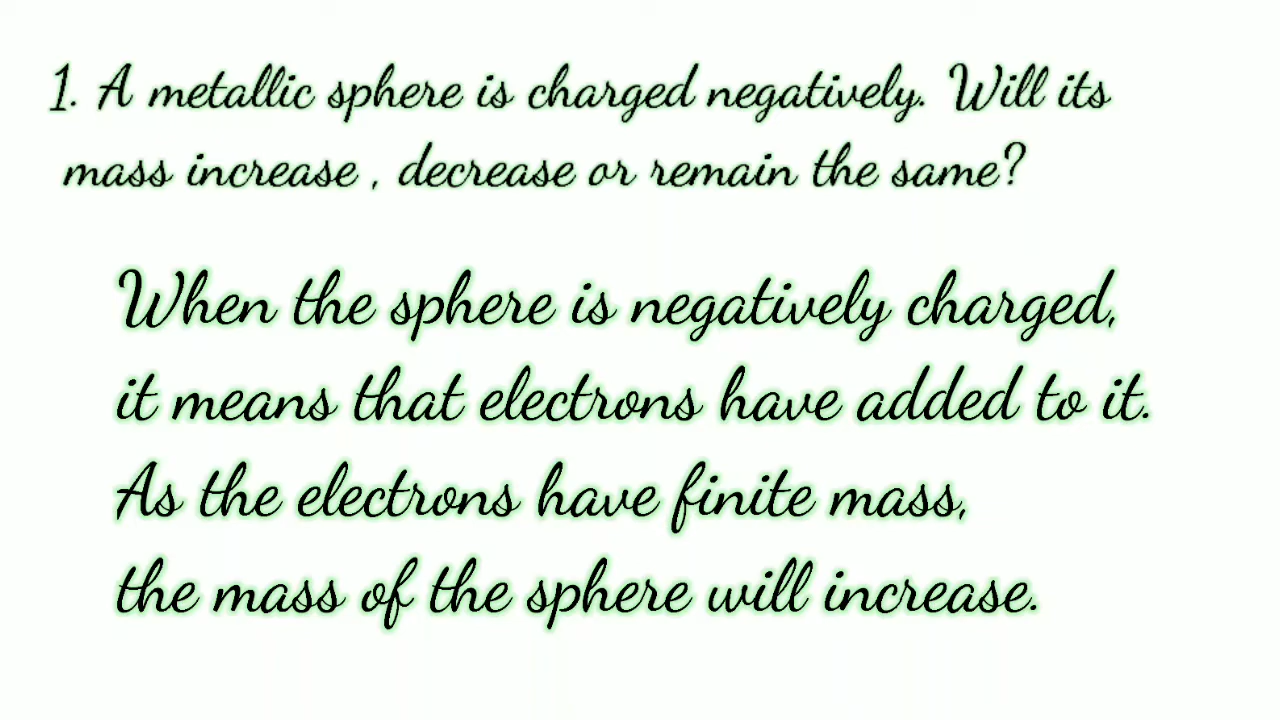 1. A metallic sphere is charged negatively. Will its
mass increase , decrease or remain the same?
When the sphere is negatively charged,
it means that electrons have added to it.
As the electrons have finite mass,
the mass of the sphere will increase.